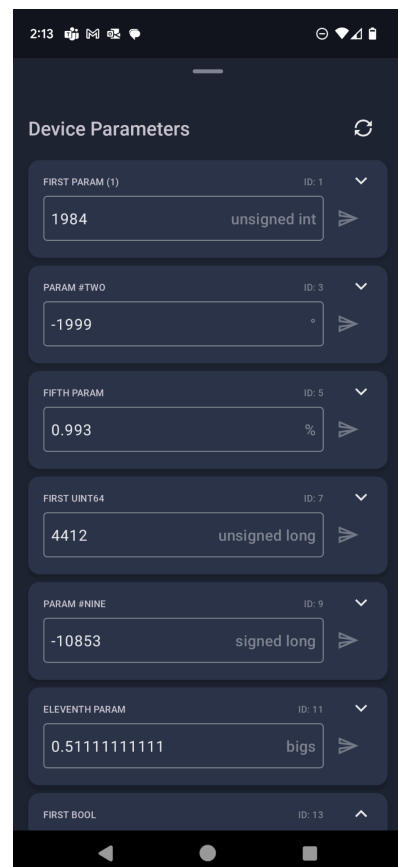 2:13
Device Parameters
FIRST PARAM (1) ID: 1
1984 unsigned int
PARAM #TWO ID: 3
-1999 °
FIFTH PARAM ID: 5
0.993 %
FIRST UINT64 ID: 7
4412 unsigned long
PARAM #NINE ID: 9
-10853 signed long
ELEVENTH PARAM ID: 11
0.51111111111 bigs
FIRST BOOL ID: 13